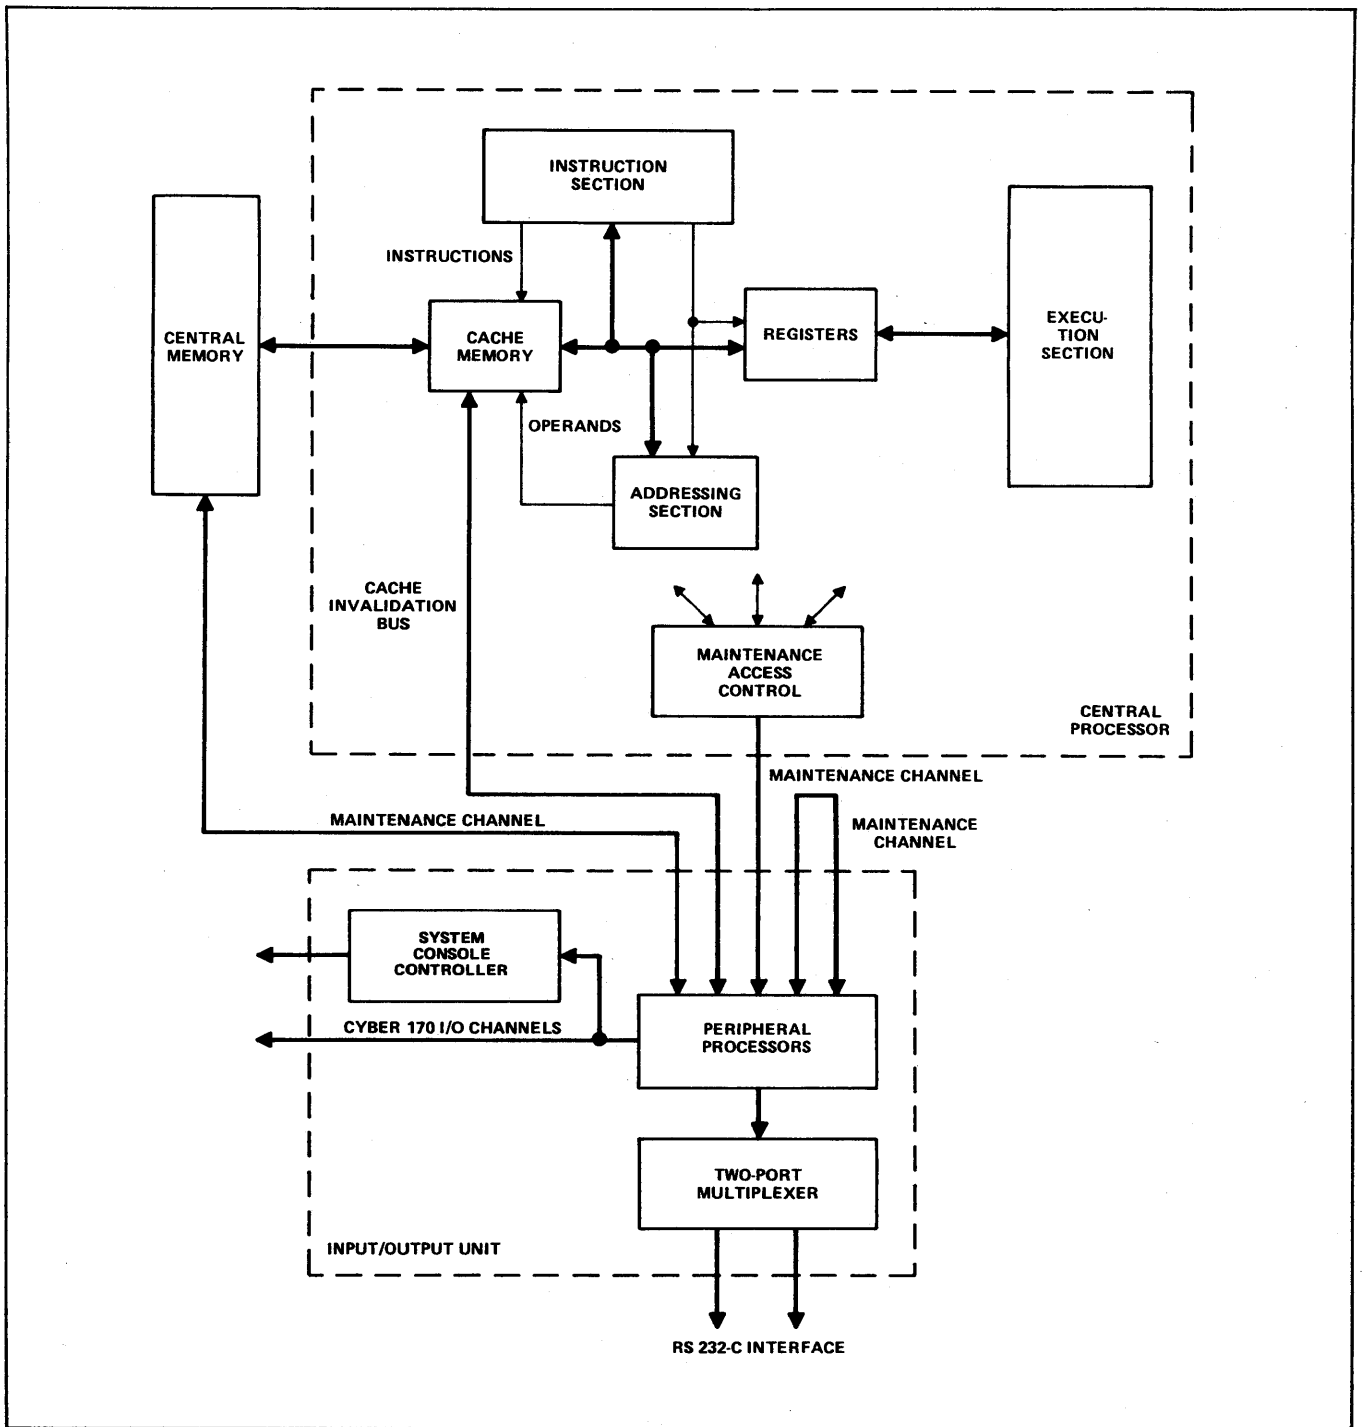 INSTRUCTION
SECTION
INSTRUCTIONS
CENTRAL
MEMORY
CACHE
MEMORY
REGISTERS
EXECU-
TION
SECTION
OPERANDS
ADDRESSING
SECTION
CACHE
INVALIDATION
BUS
MAINTENANCE
ACCESS
CONTROL
CENTRAL
PROCESSOR
MAINTENANCE CHANNEL
MAINTENANCE CHANNEL
MAINTENANCE
CHANNEL
SYSTEM
CONSOLE
CONTROLLER
CYBER 170 I/O CHANNELS
PERIPHERAL
PROCESSORS
TWO-PORT
MULTIPLEXER
INPUT/OUTPUT UNIT
RS 232-C INTERFACE